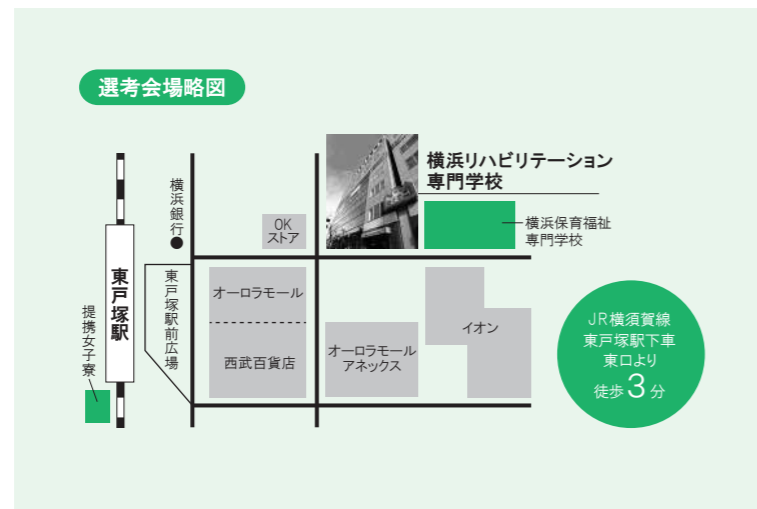 選考会場略図
横浜リハビリテーション
専門学校
横浜銀行
OK
ストア
横浜保育福祉
専門学校
東戸塚駅
東戸塚駅前広場
オーロラモール
西武百貨店
オーロラモール
アネックス
イオン
提携女子寮
JR横須賀線
東戸塚駅下車
東口より
徒歩3分